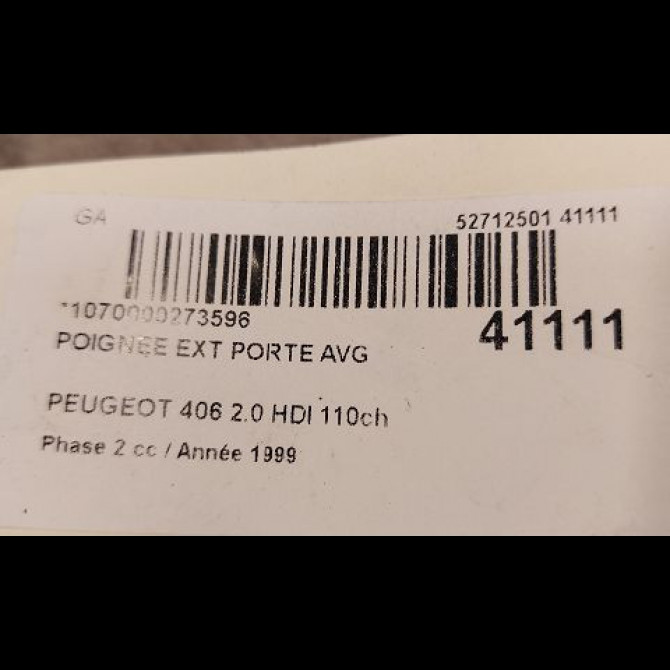 GA
52712501 41111
*1070000273596
41111
POIGNEE EXT PORTE AVG
PEUGEOT 406 2.0 HDI 110ch
Phase 2 cc / Année 1999